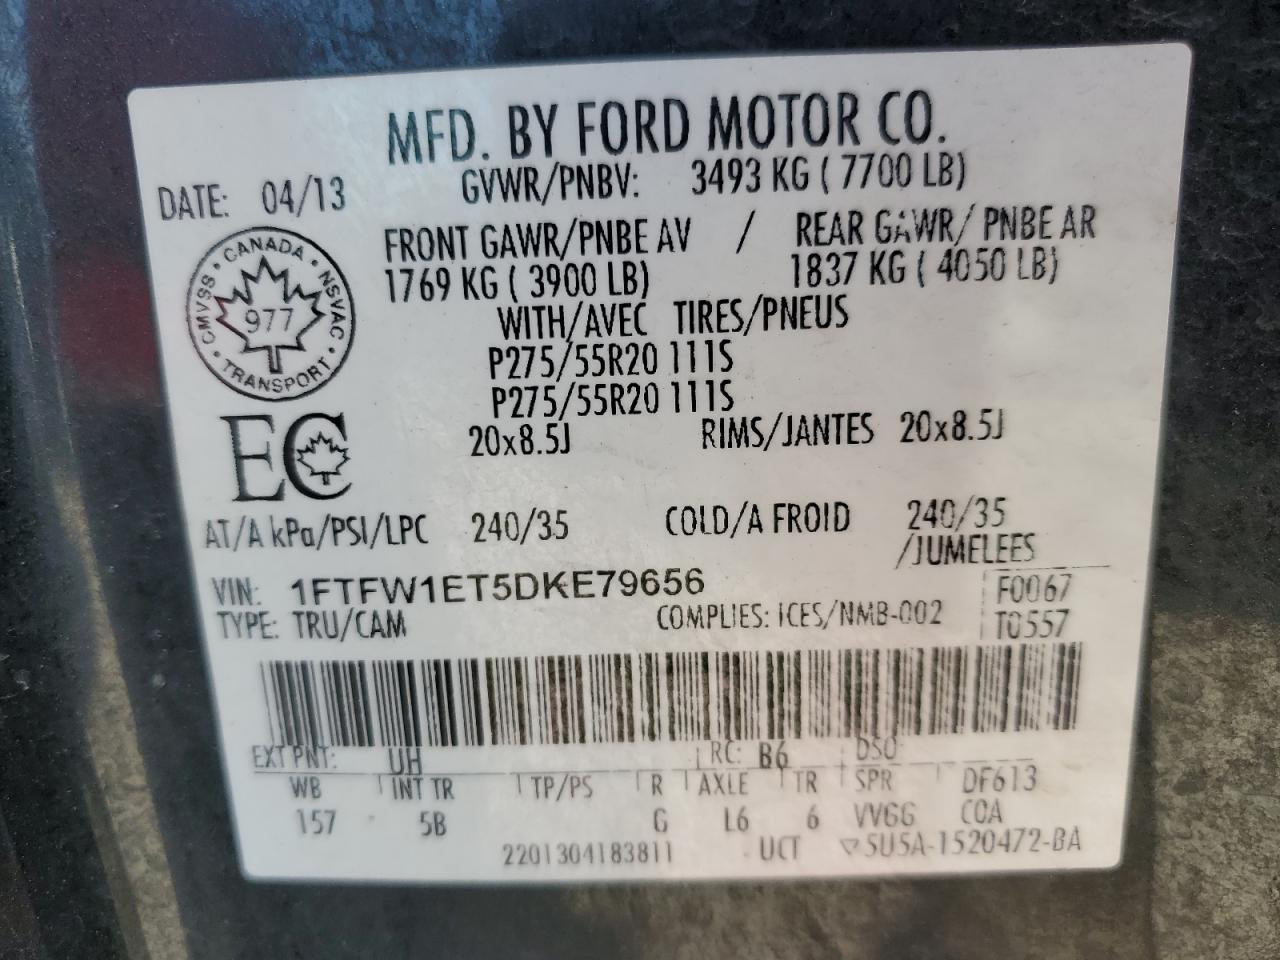 MFD. BY FORD MOTOR CO.
DATE: 04/13 GVWR/PNBV: 3493 KG ( 7700 LB)
FRONT GAWR/PNBE AV / REAR GAWR/ PNBE AR
1769 KG ( 3900 LB) 1837 KG ( 4050 LB)
WITH/AVEC TIRES/PNEUS
P275/55R20 111S
P275/55R20 111S
20x8.5J RIMS/JANTES 20x8.5J
CMVSS • CANADA • NSVAC • TRANSPORT •
977
EC
AT/A kPa/PSI/LPC 240/35 COLD/A FROID 240/35
/JUMELEES
VIN: 1FTFW1ET5DKE79656 F0067
TYPE: TRU/CAM COMPLIES: ICES/NMB-002 T0557
EXT PNT: UH RC: B6 DSO:
WB INT TR TP/PS R AXLE TR SPR DF613
157 5B G L6 6 VVGG COA
2201304183811 UCT ▽5U5A-1520472-BA